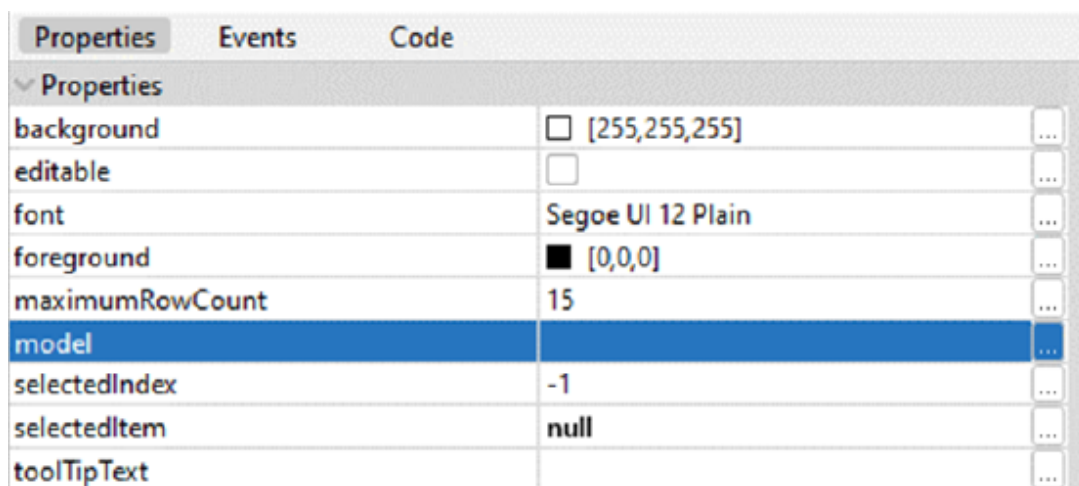 Properties Events Code
Properties
background [255,255,255] ...
editable ...
font Segoe UI 12 Plain ...
foreground [0,0,0] ...
maximumRowCount 15 ...
model ...
selectedIndex -1 ...
selectedItem null ...
toolTipText ...